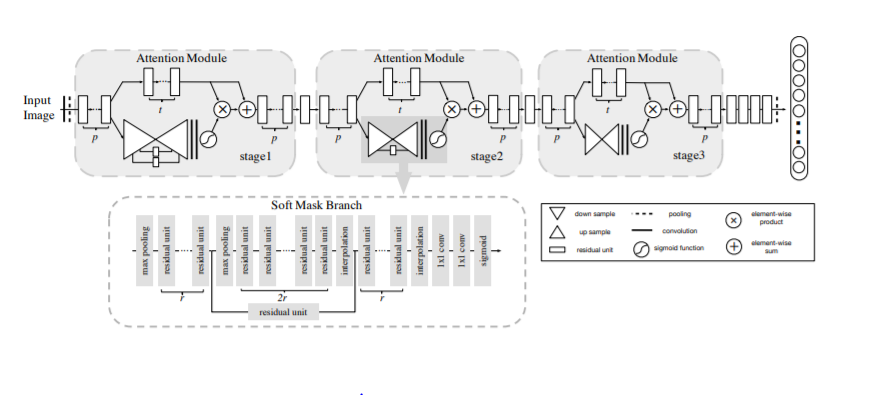 Attention Module
Attention Module
Attention Module
Input
Image
t
t
t
p
p
p
p
p
p
stage1
stage2
stage3
Soft Mask Branch
max pooling
residual unit
residual unit
max pooling
residual unit
residual unit
residual unit
residual unit
interpolation
residual unit
residual unit
interpolation
1x1 conv
1x1 conv
sigmoid
r
2r
r
residual unit
down sample
up sample
residual unit
pooling
convolution
sigmoid function
element-wise
product
element-wise
sum